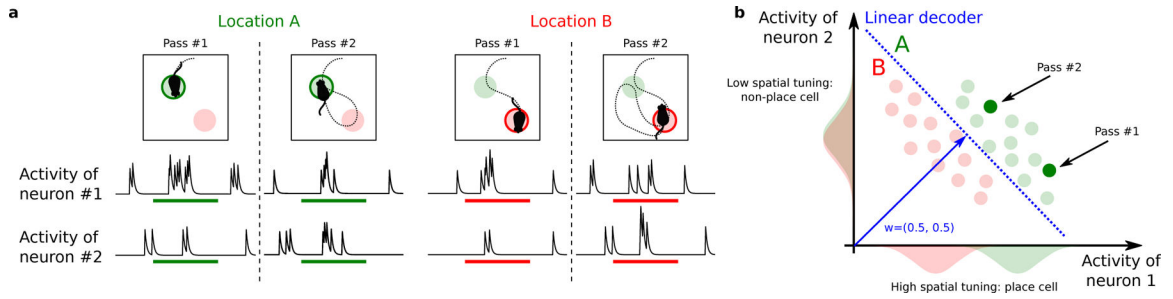 a
Location A
Location B
Pass #1
Pass #2
Pass #1
Pass #2
Activity of
neuron #1
Activity of
neuron #2
b
Activity of
neuron 2
Linear decoder
A
B
Low spatial tuning:
non-place cell
Pass #2
Pass #1
w=(0.5, 0.5)
Activity of
neuron 1
High spatial tuning: place cell